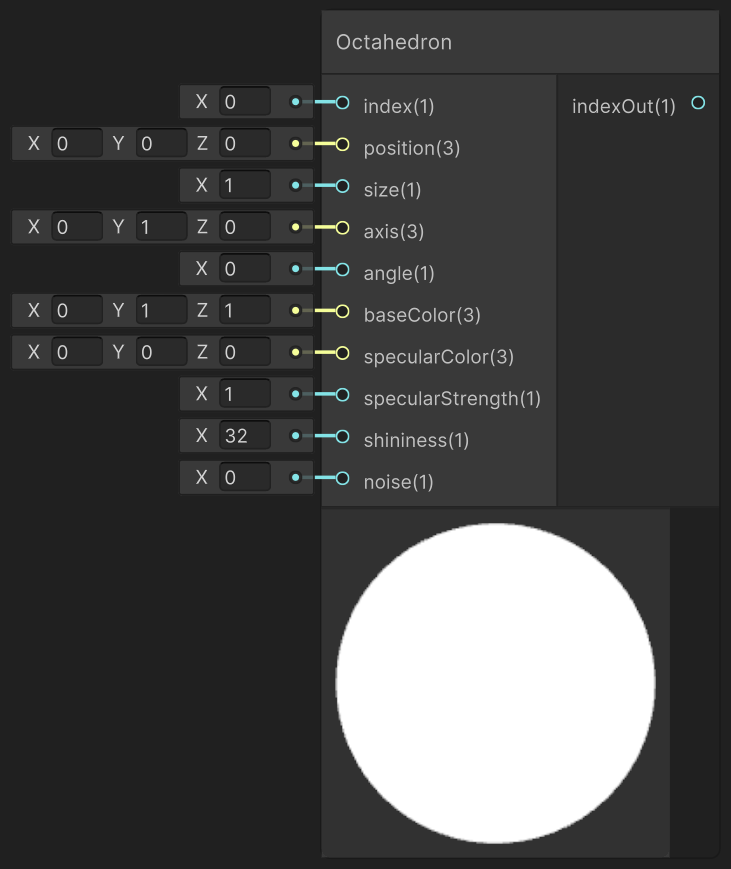 Octahedron
X 0 index(1) indexOut(1)
X 0 Y 0 Z 0 position(3)
X 1 size(1)
X 0 Y 1 Z 0 axis(3)
X 0 angle(1)
X 0 Y 1 Z 1 baseColor(3)
X 0 Y 0 Z 0 specularColor(3)
X 1 specularStrength(1)
X 32 shininess(1)
X 0 noise(1)